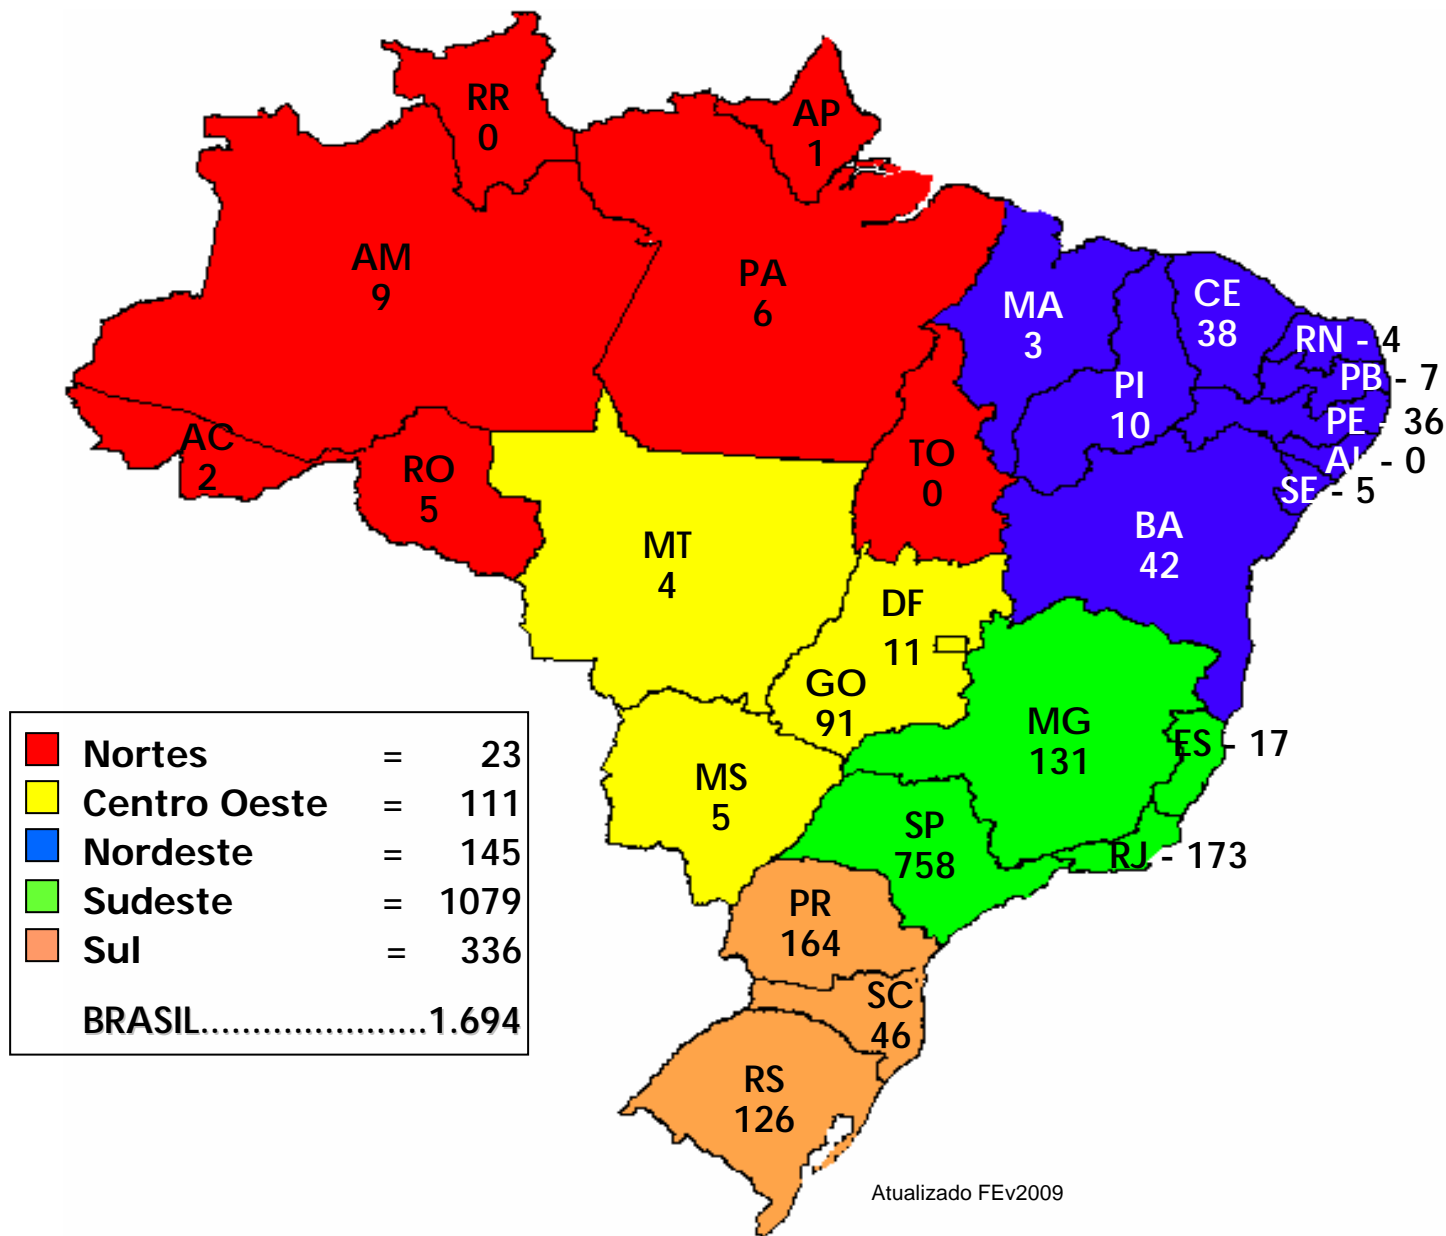 RR
0
AP
1
AM
9
PA
6
MA
3
CE
38
RN - 4
PB - 7
PI
10
PE - 36
AL - 0
SE - 5
AC
2
RO
5
TO
0
BA
42
MT
4
DF
11
GO
91
MG
131
ES - 17
MS
5
SP
758
RJ - 173
PR
164
SC
46
RS
126
Nortes = 23
Centro Oeste = 111
Nordeste = 145
Sudeste = 1079
Sul = 336
BRASIL......................1.694
Atualizado FEv2009